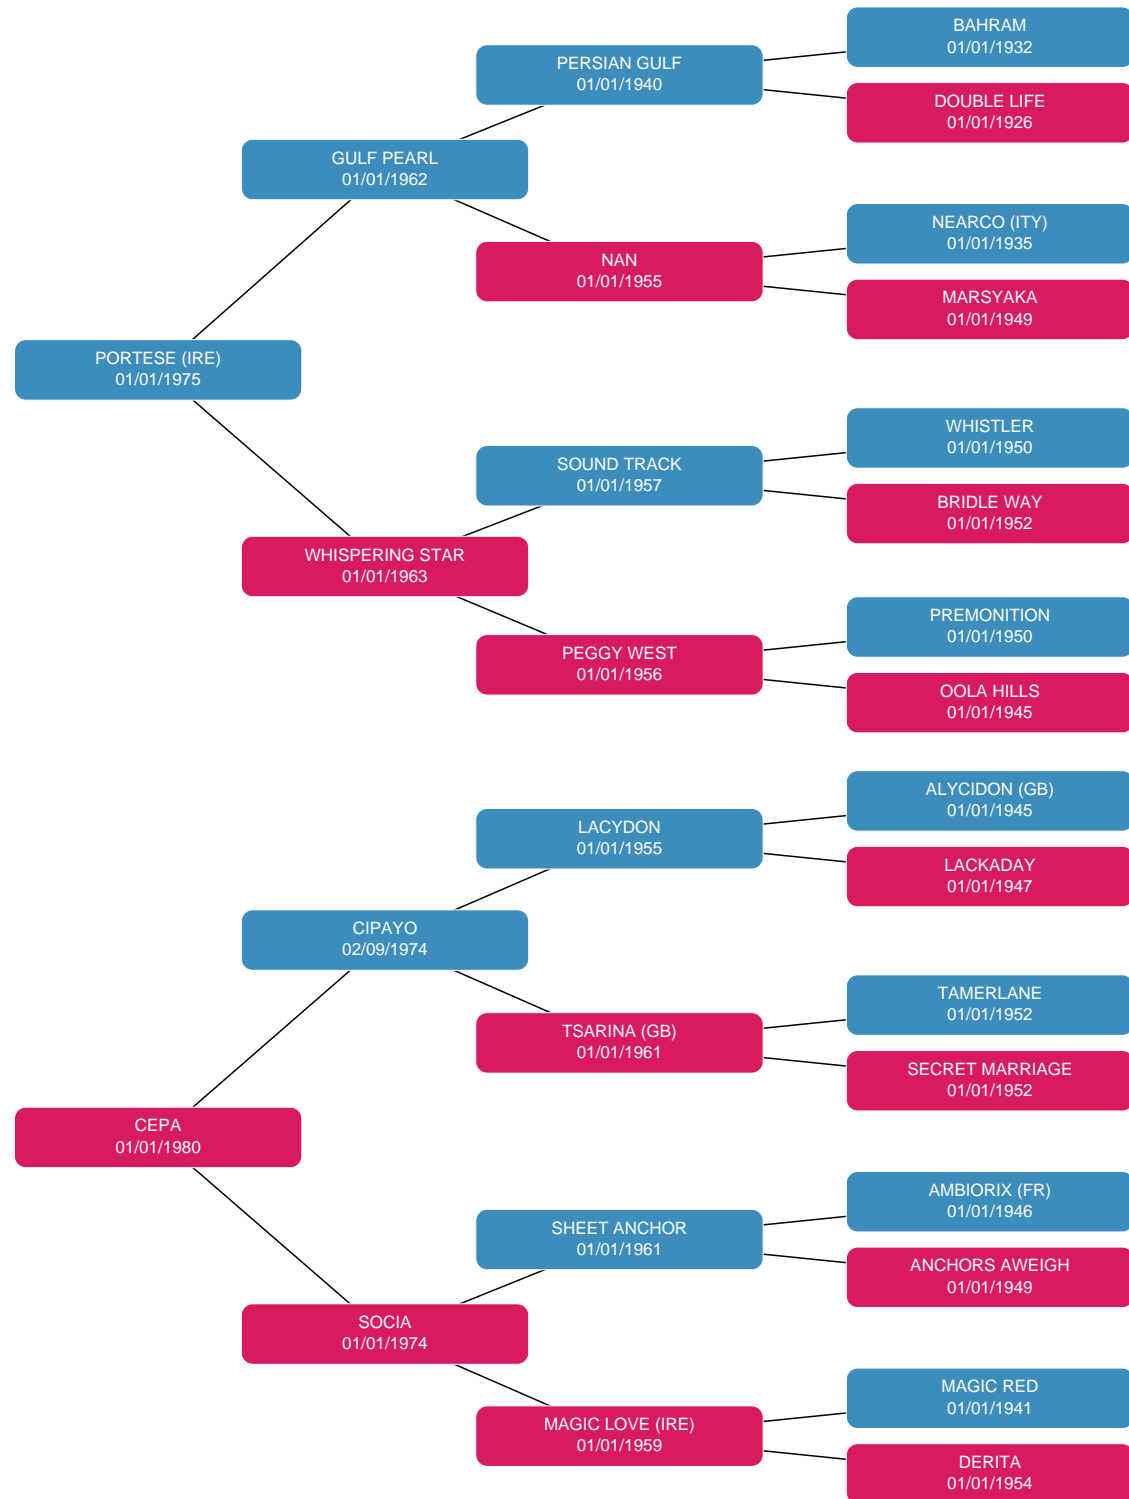 BAHRAM
01/01/1932
PERSIAN GULF
01/01/1940
DOUBLE LIFE
01/01/1926
GULF PEARL
01/01/1962
NEARCO (ITY)
01/01/1935
NAN
01/01/1955
MARSYAKA
01/01/1949
PORTESE (IRE)
01/01/1975
WHISTLER
01/01/1950
SOUND TRACK
01/01/1957
BRIDLE WAY
01/01/1952
WHISPERING STAR
01/01/1963
PREMONITION
01/01/1950
PEGGY WEST
01/01/1956
OOLA HILLS
01/01/1945
ALYCIDON (GB)
01/01/1945
LACYDON
01/01/1955
LACKADAY
01/01/1947
CIPAYO
02/09/1974
TAMERLANE
01/01/1952
TSARINA (GB)
01/01/1961
SECRET MARRIAGE
01/01/1952
CEPA
01/01/1980
AMBIORIX (FR)
01/01/1946
SHEET ANCHOR
01/01/1961
ANCHORS AWEIGH
01/01/1949
SOCIA
01/01/1974
MAGIC RED
01/01/1941
MAGIC LOVE (IRE)
01/01/1959
DERITA
01/01/1954